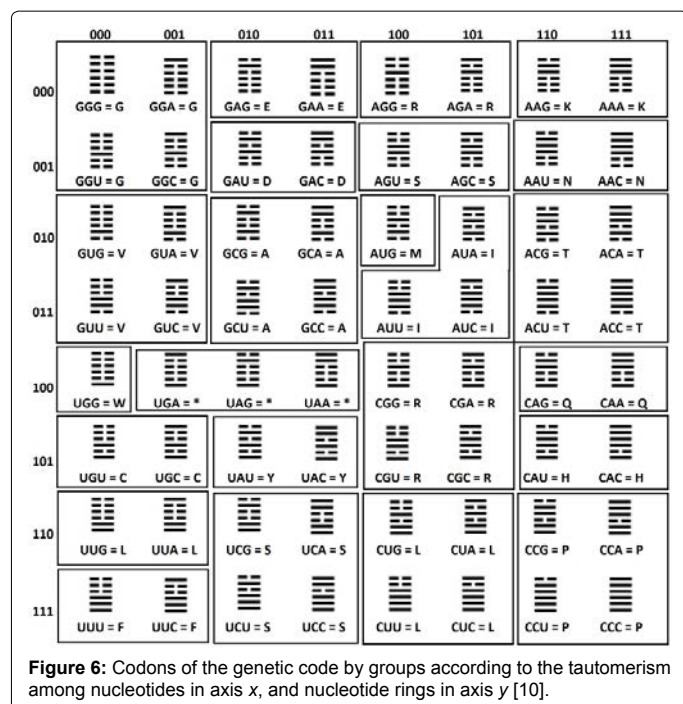 000 001 010 011 100 101 110 111
000
GGG = G GGA = G GAG = E GAA = E AGG = R AGA = R AAG = K AAA = K
001
GGU = G GGC = G GAU = D GAC = D AGU = S AGC = S AAU = N AAC = N
010
GUG = V GUA = V GCG = A GCA = A AUG = M AUA = I ACG = T ACA = T
011
GUU = V GUC = V GCU = A GCC = A AUU = I AUC = I ACU = T ACC = T
100
UGG = W UGA = * UAG = * UAA = * CGG = R CGA = R CAG = Q CAA = Q
101
UGU = C UGC = C UAU = Y UAC = Y CGU = R CGC = R CAU = H CAC = H
110
UUG = L UUA = L UCG = S UCA = S CUG = L CUA = L CCG = P CCA = P
111
UUU = F UUC = F UCU = S UCC = S CUU = L CUC = L CCU = P CCC = P
Figure 6: Codons of the genetic code by groups according to the tautomerism
among nucleotides in axis x, and nucleotide rings in axis y [10].